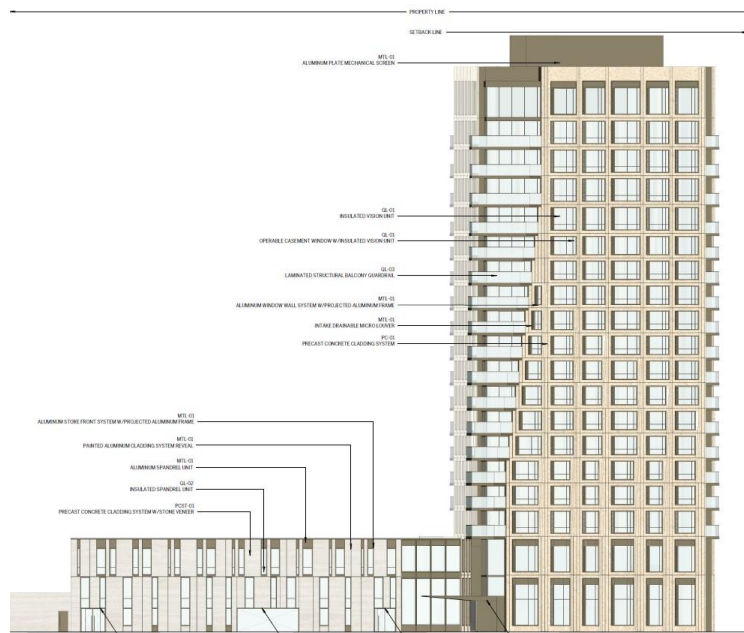 PROPERTY LINE
SETBACK LINE
MTL-01
ALUMINUM PLATE MECHANICAL SCREEN
GL-01
INSULATED VISION UNIT
GL-01
OPERABLE CASEMENT WINDOW W/INSULATED VISION UNIT
GL-03
LAMINATED STRUCTURAL BALCONY GUARDRAIL
MTL-01
ALUMINUM WINDOW WALL SYSTEM W/PROJECTED ALUMINUM FRAME
MTL-01
INTAKE DRAINABLE MICRO LOUVER
PC-01
PRECAST CONCRETE CLADDING SYSTEM
MTL-01
ALUMINUM STORE FRONT SYSTEM W/PROJECTED ALUMINUM FRAME
MTL-01
PAINTED ALUMINUM CLADDING SYSTEM REVEAL
MTL-01
ALUMINUM SPANDREL UNIT
GL-02
INSULATED SPANDREL UNIT
PCST-01
PRECAST CONCRETE CLADDING SYSTEM W/STONE VENEER